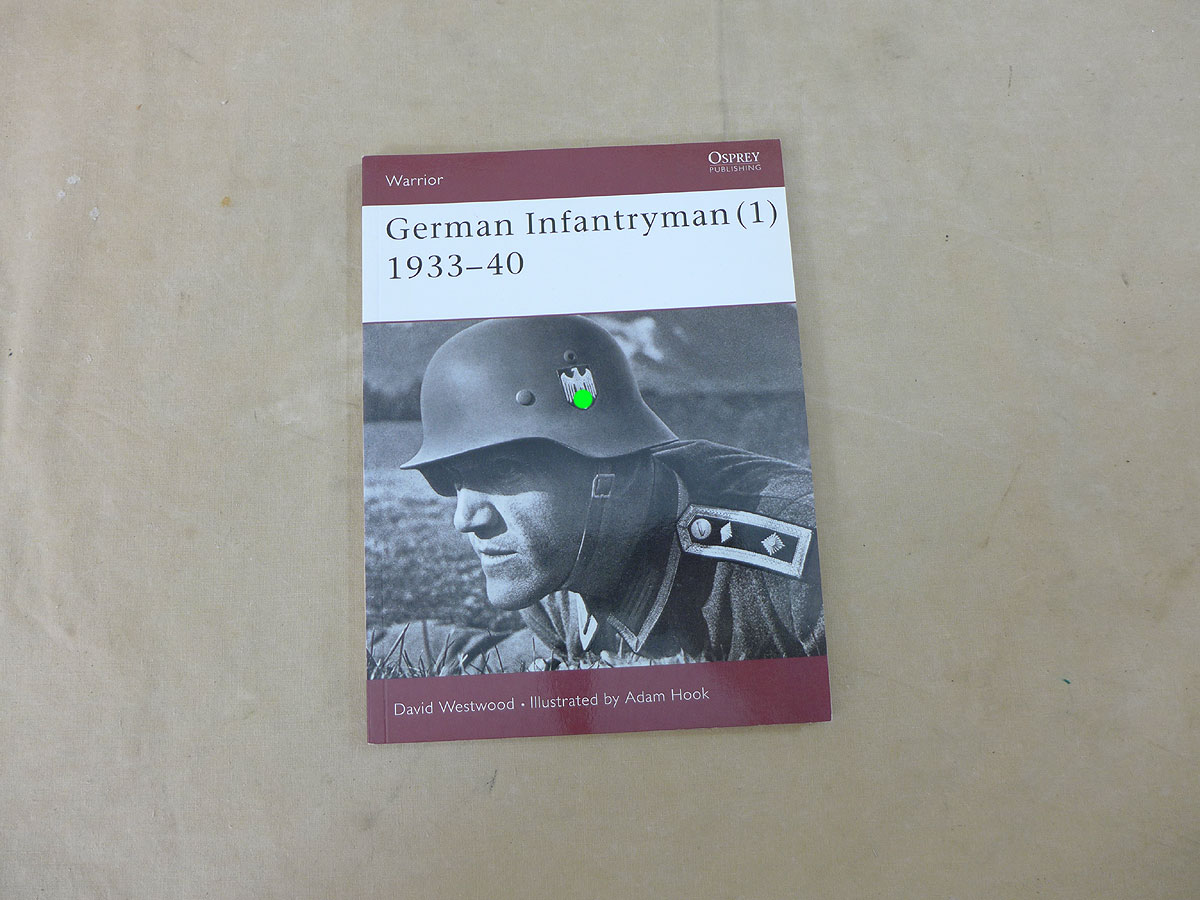 Warrior
OSPREY
PUBLISHING
German Infantryman (1)
1933–40
David Westwood • Illustrated by Adam Hook